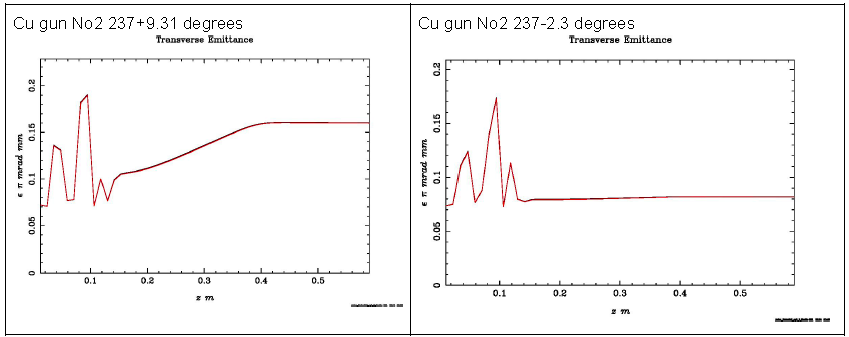 Cu gun No2 237+9.31 degrees
Transverse Emittance
0.2
0.15
0.1
0.05
0
ε π mrad mm
0.1 0.2 0.3 0.4 0.5
z m
Cu gun No2 237-2.3 degrees
Transverse Emittance
0.2
0.15
0.1
0.05
0
ε π mrad mm
0.1 0.2 0.3 0.4 0.5
z m